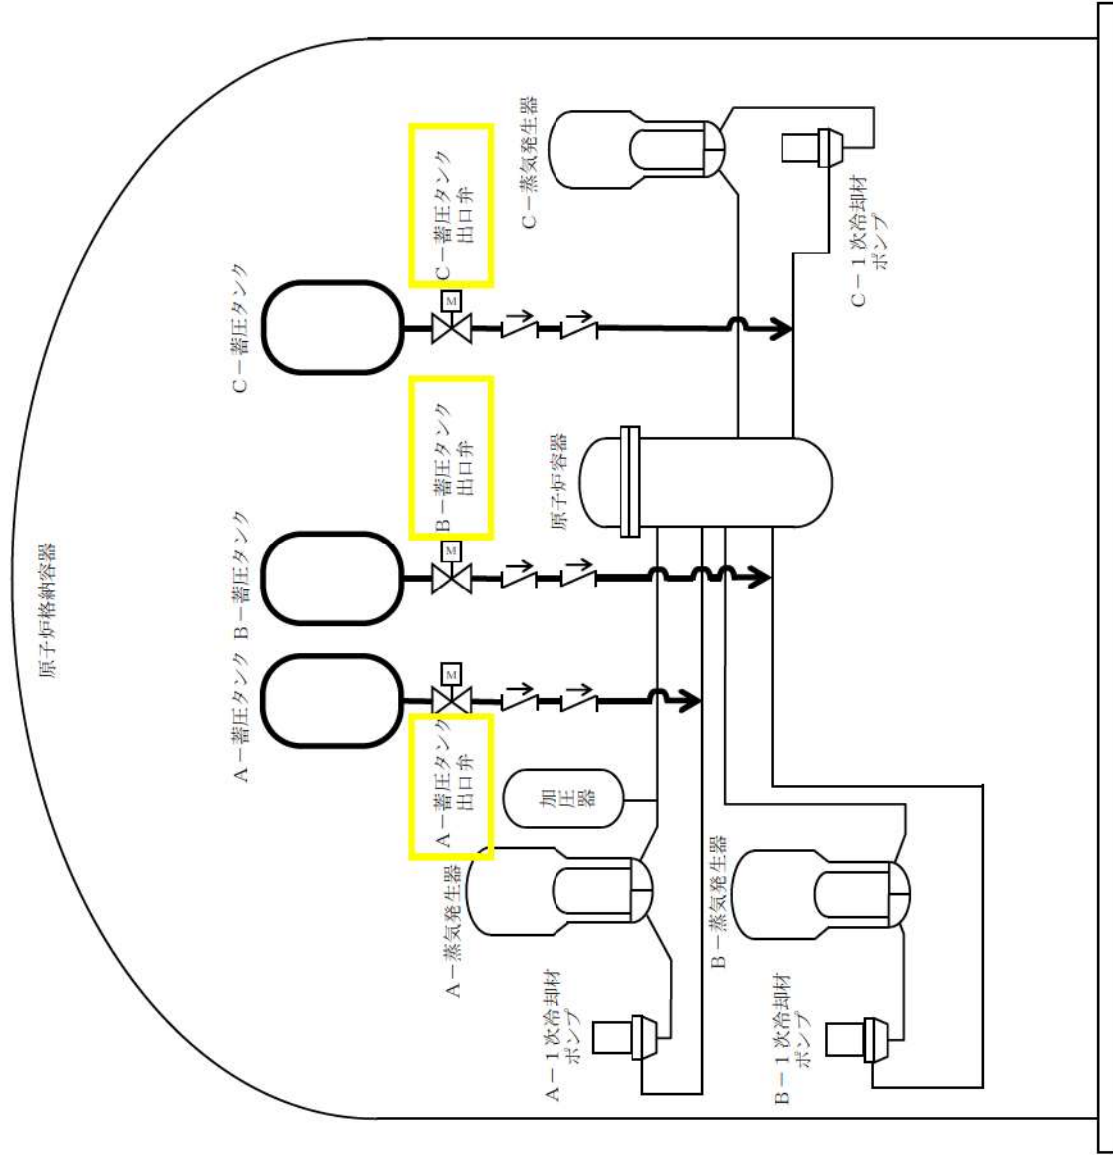 原子炉格納容器
A－蓄圧タンク
B－蓄圧タンク
C－蓄圧タンク
A－蓄圧タンク
出口弁
M
B－蓄圧タンク
出口弁
M
C－蓄圧タンク
出口弁
M
A－蒸気発生器
加
圧
器
原子炉容器
C－蒸気発生器
A－１次冷却材
ポンプ
B－蒸気発生器
C－１次冷却材
ポンプ
B－１次冷却材
ポンプ